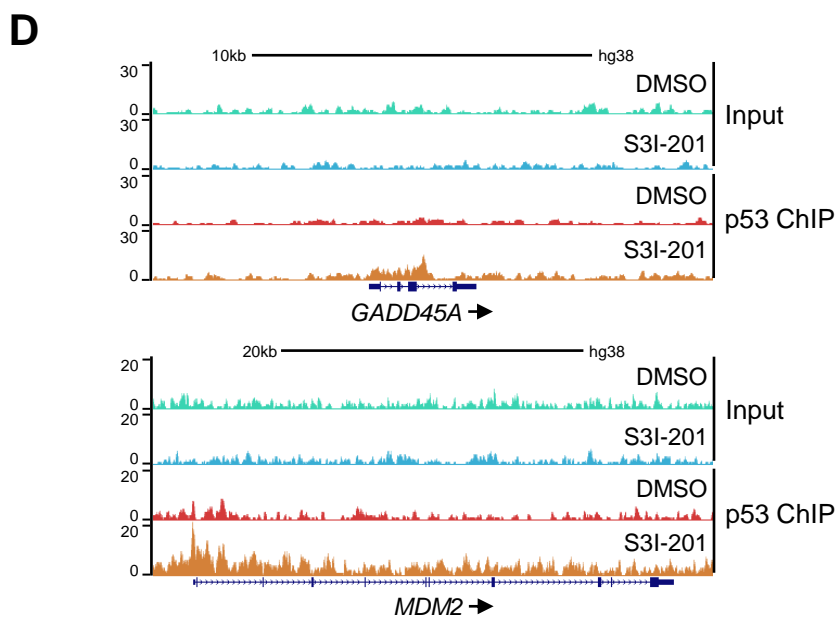 D
10kb hg38
30
DMSO
0
Input
30
S3I-201
0
30
DMSO
p53 ChIP
0
30
S3I-201
0
GADD45A
20kb hg38
20
DMSO
0
Input
20
S3I-201
0
20
DMSO
p53 ChIP
0
20
S3I-201
0
MDM2